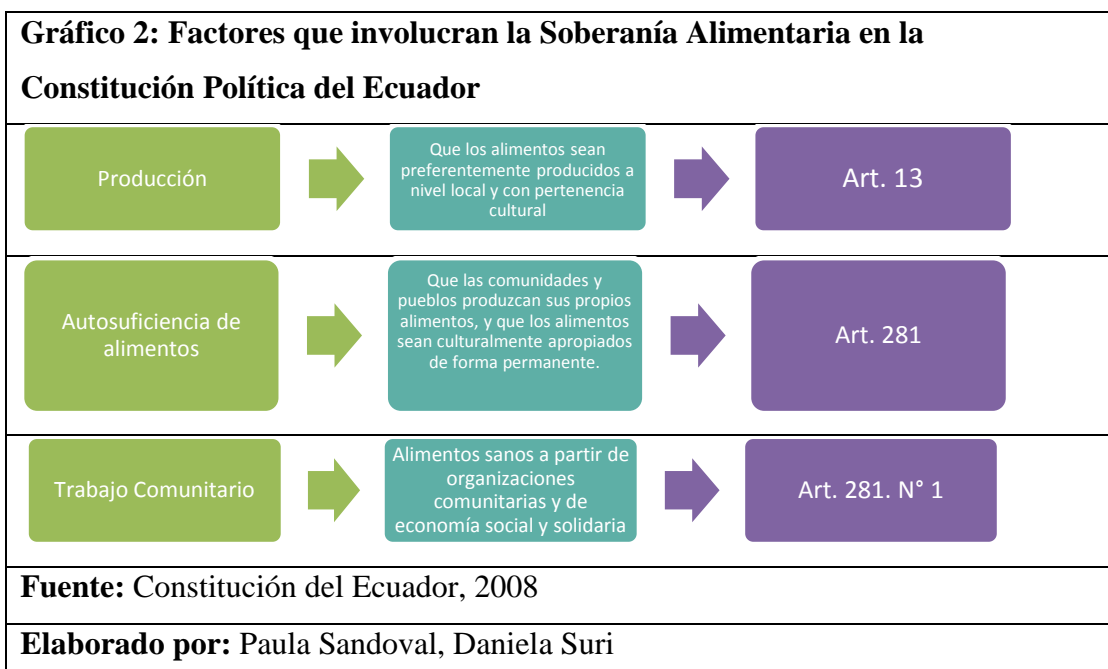 Gráfico 2: Factores que involucran la Soberanía Alimentaria en la
Constitución Política del Ecuador
Producción
Que los alimentos sean
preferentemente producidos a
nivel local y con pertenencia
cultural
Art. 13
Autosuficiencia de
alimentos
Que las comunidades y
pueblos produzcan sus propios
alimentos, y que los alimentos
sean culturalmente apropiados
de forma permanente.
Art. 281
Trabajo Comunitario
Alimentos sanos a partir de
organizaciones
comunitarias y de
economía social y solidaria
Art. 281. N° 1
Fuente: Constitución del Ecuador, 2008
Elaborado por: Paula Sandoval, Daniela Suri